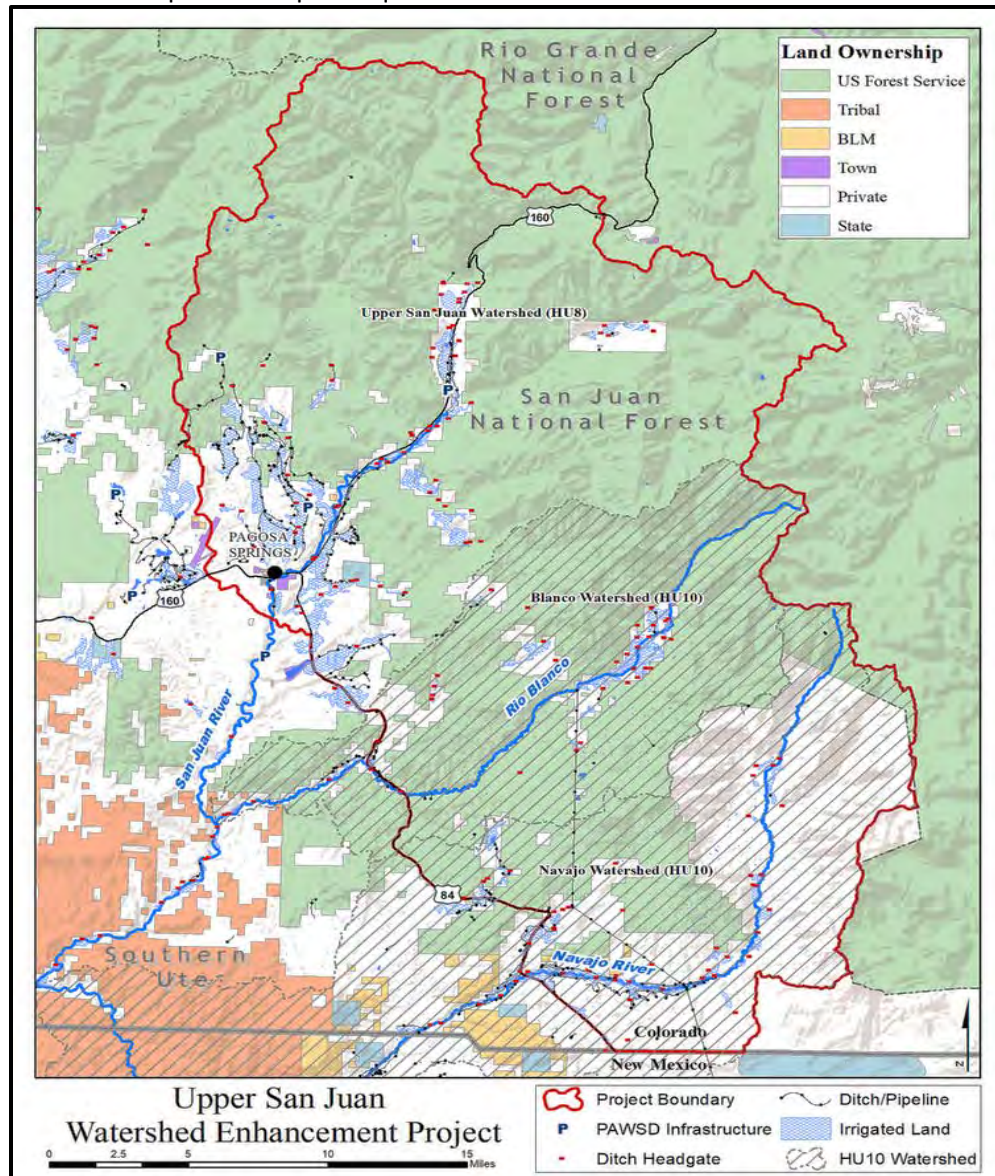 Rio Grande
National
Forest
Land Ownership
US Forest Service
Tribal
BLM
Town
Private
State
160
Upper San Juan Watershed (HU8)
P
P
San Juan
National Forest
P
P
PAGOSA
SPRINGS
P
160
Blanco Watershed (HU10)
P
Rio Blanco
San Juan River
Navajo Watershed (HU10)
84
Southern
Ute
Navajo River
Colorado
New Mexico
N
Upper San Juan
Watershed Enhancement Project
0 2.5 5 10 15
Miles
Project Boundary
Ditch/Pipeline
P
PAWSD Infrastructure
Irrigated Land
Ditch Headgate
HU10 Watershed